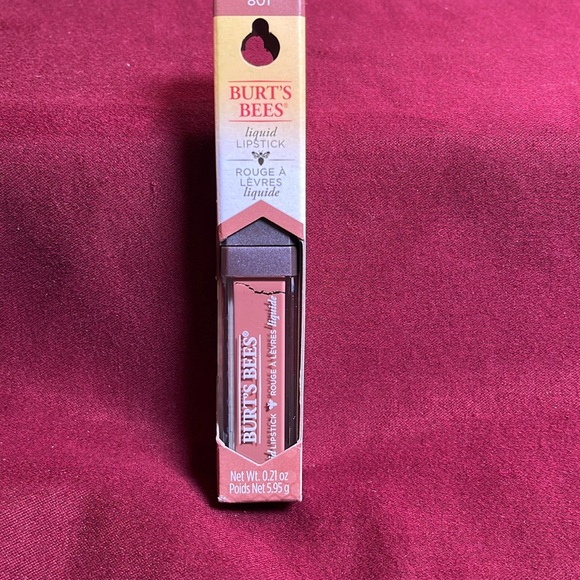 801
BURT'S
BEES®
liquid
LIPSTICK
ROUGE À
LÈVRES
liquide
BURT'S BEES®
LIPSTICK ROUGE À LÈVRES liquide
Net Wt. 0.21 oz
Poids Net 5.95 g